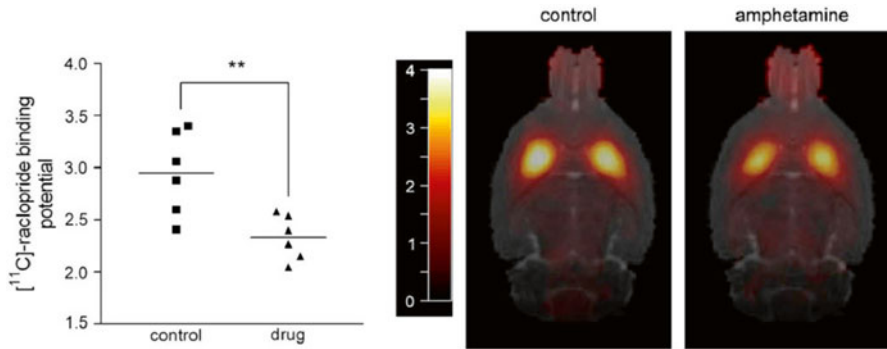 control
amphetamine
4.0
**
3.5
3.0
2.5
2.0
1.5
[¹¹C]-raclopride binding
potential
control
drug
4
3
2
1
0